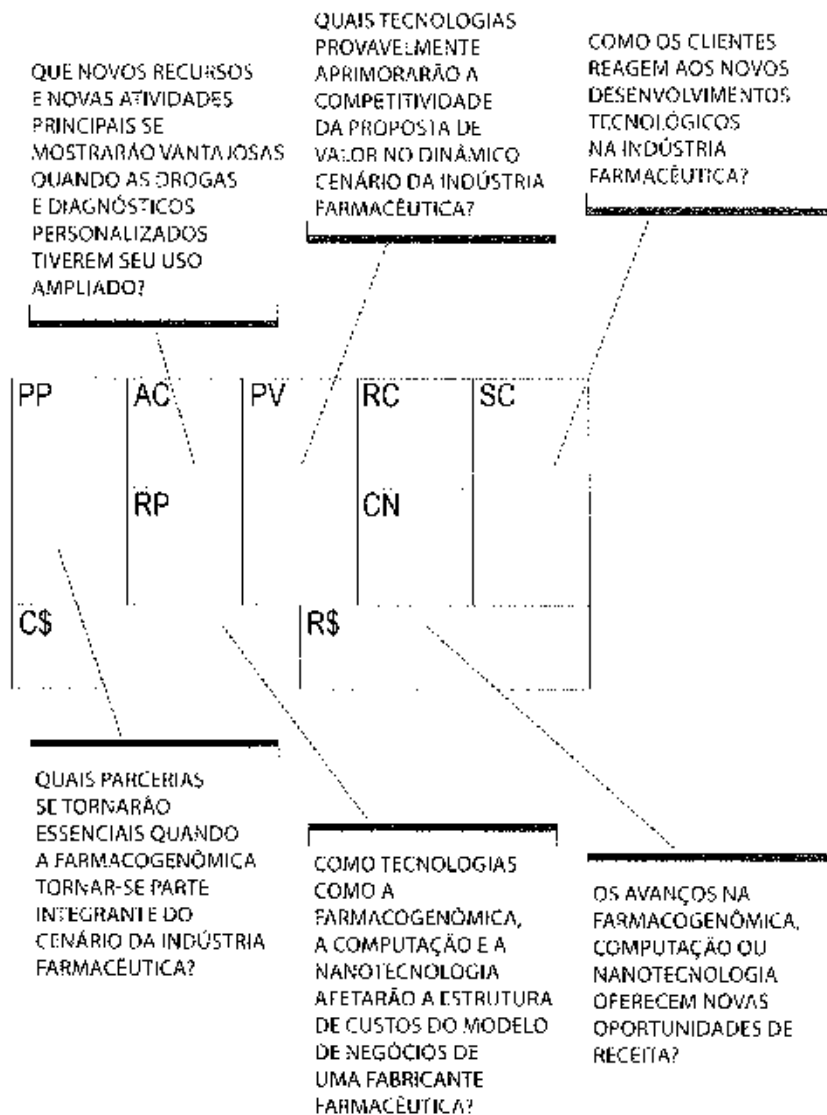 QUE NOVOS RECURSOS
E NOVAS ATIVIDADES
PRINCIPAIS SE
MOSTRARÃO VANTAJOSAS
QUANDO AS DROGAS
E DIAGNÓSTICOS
PERSONALIZADOS
TIVEREM SEU USO
AMPLIADO?
QUAIS TECNOLOGIAS
PROVAVELMENTE
APRIMORARÃO A
COMPETITIVIDADE
DA PROPOSTA DE
VALOR NO DINÂMICO
CENÁRIO DA INDÚSTRIA
FARMACÊUTICA?
COMO OS CLIENTES
REAGEM AOS NOVOS
DESENVOLVIMENTOS
TECNOLÓGICOS
NA INDÚSTRIA
FARMACÊUTICA?
PP
AC
PV
RC
SC
RP
CN
C$
R$
QUAIS PARCERIAS
SE TORNARÃO
ESSENCIAIS QUANDO
A FARMACOGENÔMICA
TORNAR-SE PARTE
INTEGRANTE DO
CENÁRIO DA INDÚSTRIA
FARMACÊUTICA?
COMO TECNOLOGIAS
COMO A
FARMACOGENÔMICA,
A COMPUTAÇÃO E A
NANOTECNOLOGIA
AFETARÃO A ESTRUTURA
DE CUSTOS DO MODELO
DE NEGÓCIOS DE
UMA FABRICANTE
FARMACÊUTICA?
OS AVANÇOS NA
FARMACOGENÔMICA,
COMPUTAÇÃO OU
NANOTECNOLOGIA
OFERECEM NOVAS
OPORTUNIDADES DE
RECEITA?